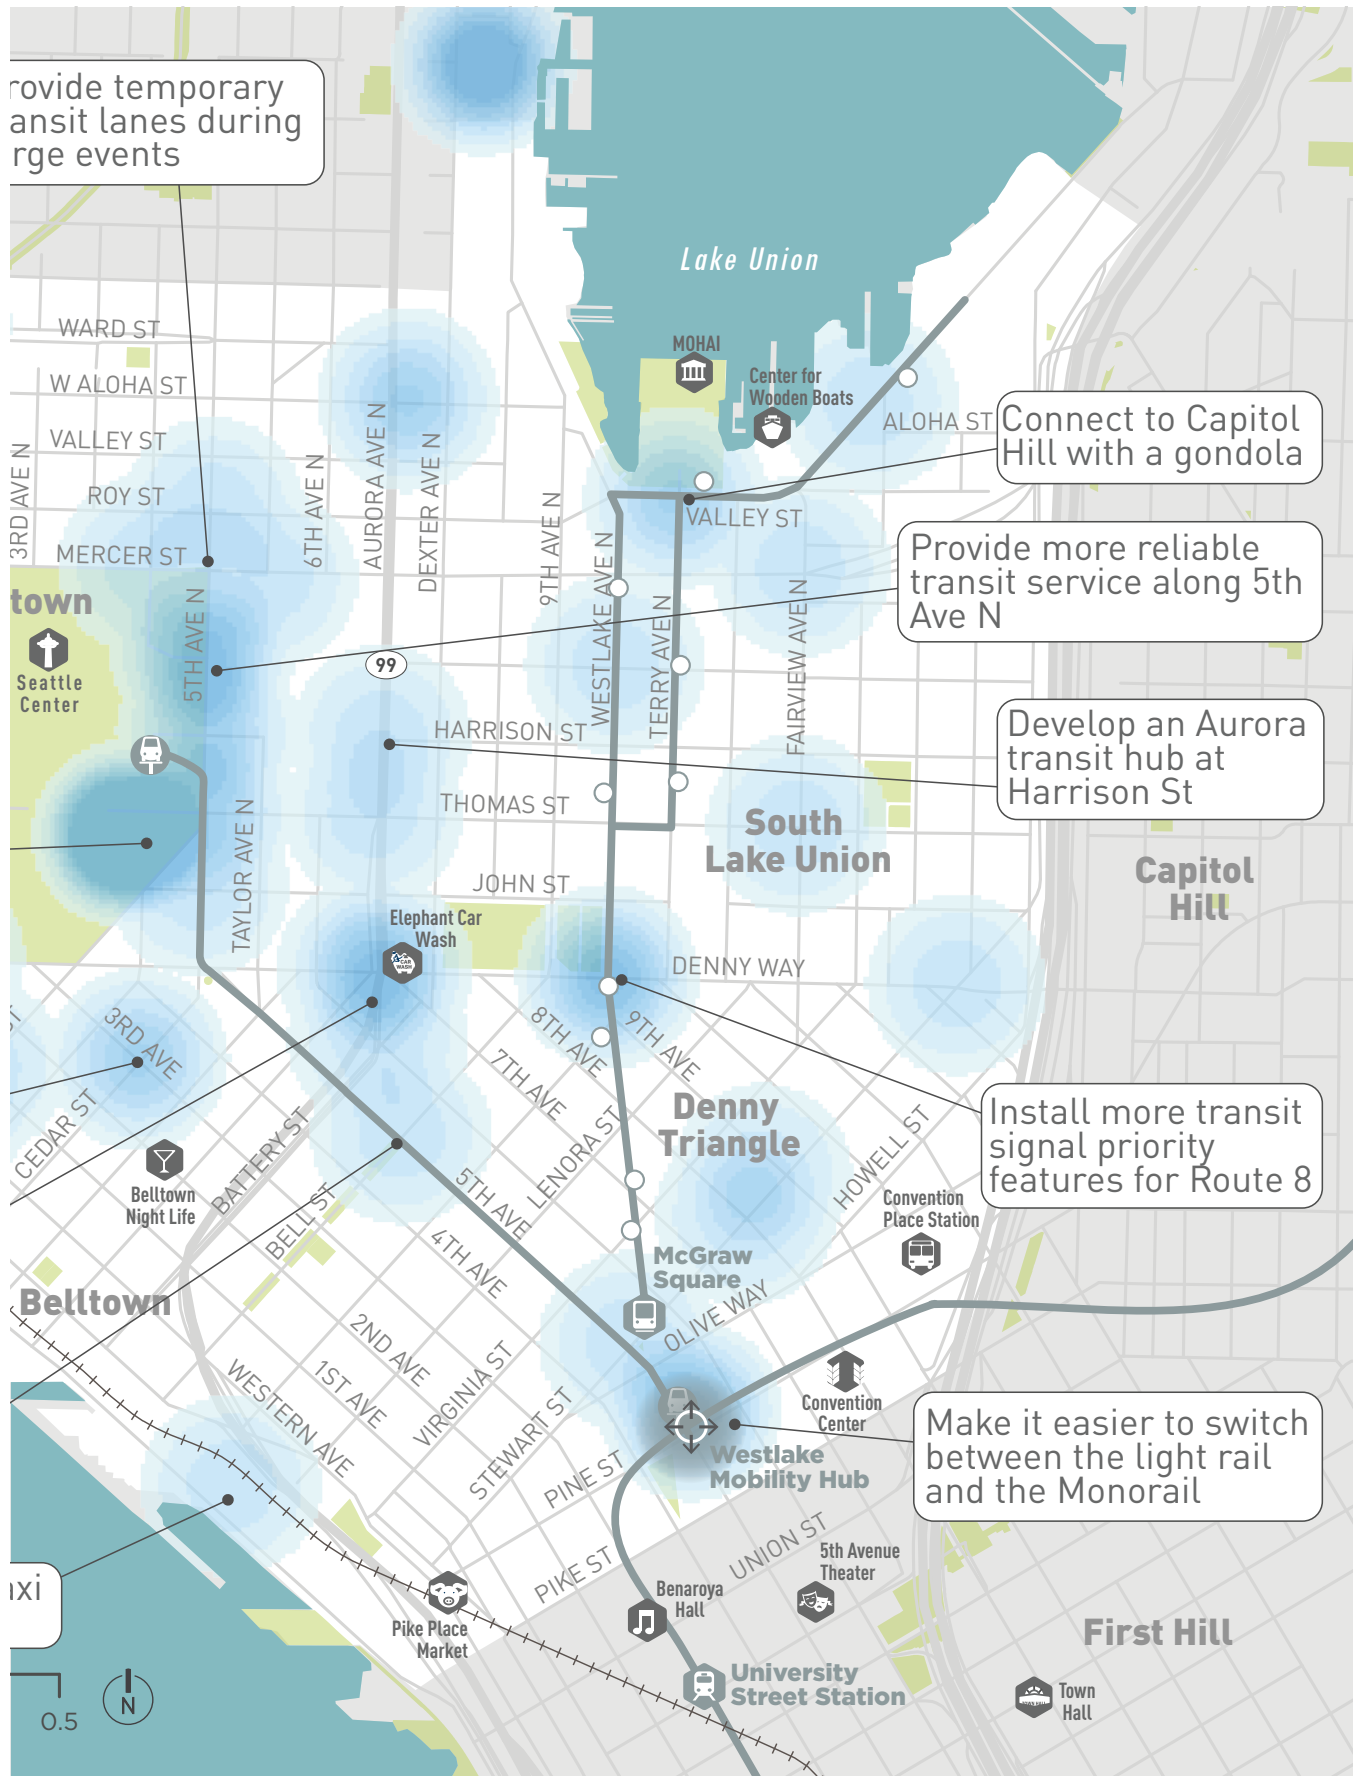 rovide temporary
ansit lanes during
rge events
Lake Union
WARD ST
W ALOHA ST
VALLEY ST
ROY ST
MERCER ST
3RD AVE N
6TH AVE N
AURORA AVE N
DEXTER AVE N
9TH AVE N
MOHAI
Center for
Wooden Boats
ALOHA ST
Connect to Capitol
Hill with a gondola
VALLEY ST
Provide more reliable
transit service along 5th
Ave N
town
Seattle
Center
5TH AVE N
99
WESTLAKE AVE N
TERRY AVE N
FAIRVIEW AVE N
HARRISON ST
THOMAS ST
JOHN ST
Develop an Aurora
transit hub at
Harrison St
South
Lake Union
Capitol
Hill
TAYLOR AVE N
Elephant Car
Wash
CAR
WASH
DENNY WAY
3RD AVE
8TH AVE
9TH AVE
7TH AVE
ST
CEDAR ST
Denny
Triangle
Install more transit
signal priority
features for Route 8
BATTERY ST
BELL ST
LENORA ST
HOWELL ST
5TH AVE
4TH AVE
Belltown
Night Life
Convention
Place Station
McGraw
Square
Belltown
OLIVE WAY
2ND AVE
1ST AVE
WESTERN AVE
VIRGINIA ST
STEWART ST
PINE ST
PIKE ST
UNION ST
Convention
Center
Westlake
Mobility Hub
Make it easier to switch
between the light rail
and the Monorail
axi
5th Avenue
Theater
Benaroya
Hall
Pike Place
Market
First Hill
University
Street Station
TOWN HALL
Town
Hall
0.5
N